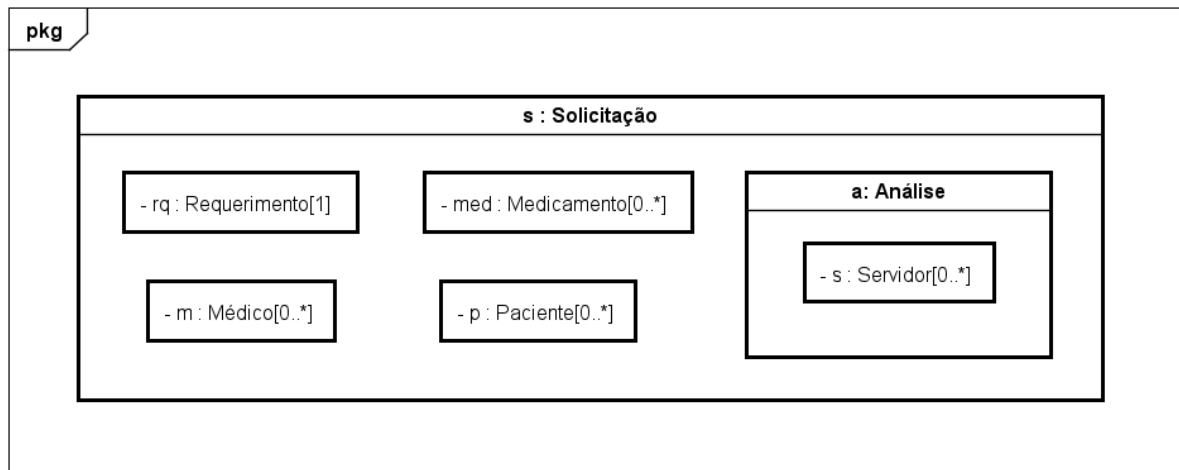 pkg
s : Solicitação
- rq : Requerimento[1]
- med : Medicamento[0..*]
a: Análise
- s : Servidor[0..*]
- m : Médico[0..*]
- p : Paciente[0..*]